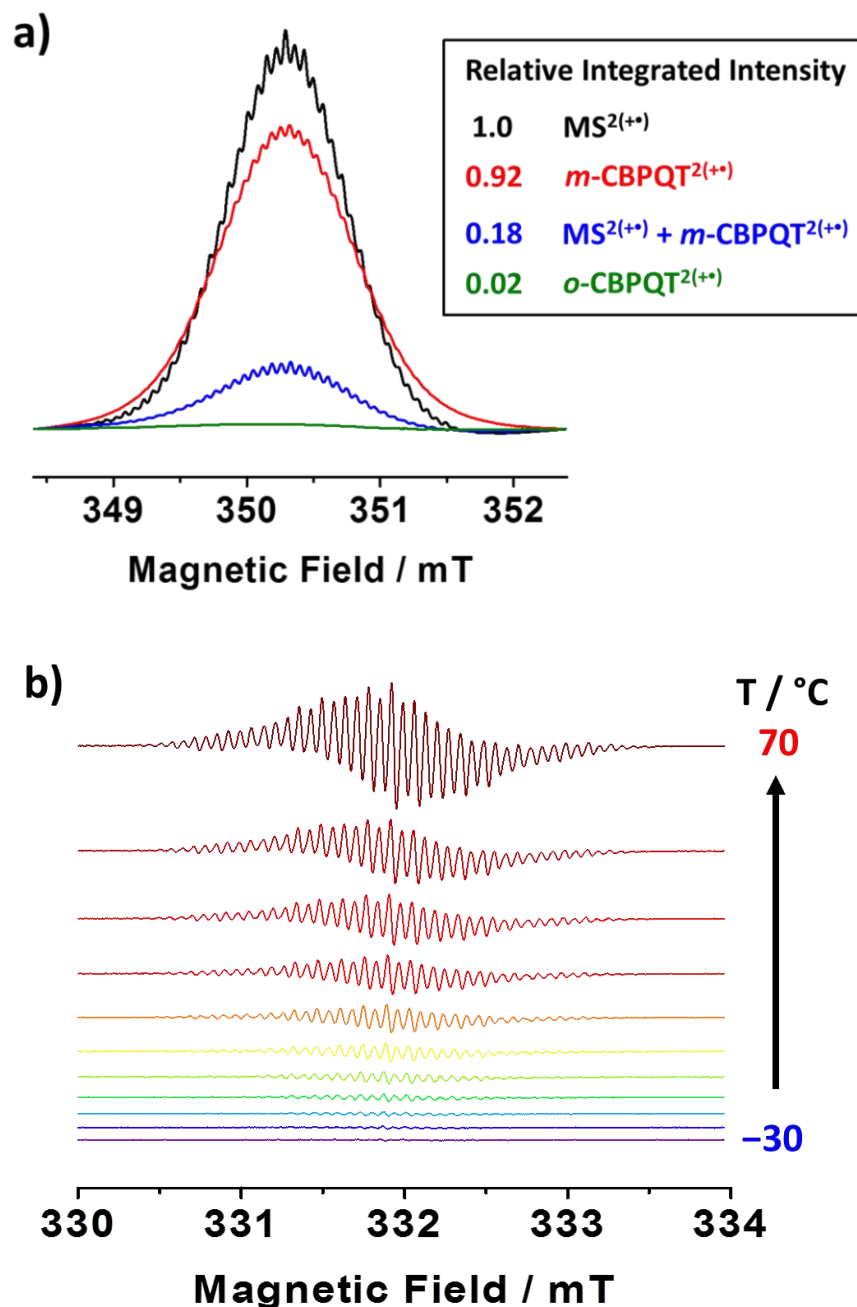 a)
Relative Integrated Intensity
1.0 MS²⁽⁺•⁾
0.92 m-CBPQT²⁽⁺•⁾
0.18 MS²⁽⁺•⁾ + m-CBPQT²⁽⁺•⁾
0.02 o-CBPQT²⁽⁺•⁾
349 350 351 352
Magnetic Field / mT
b)
T / °C
70
−30
330 331 332 333 334
Magnetic Field / mT